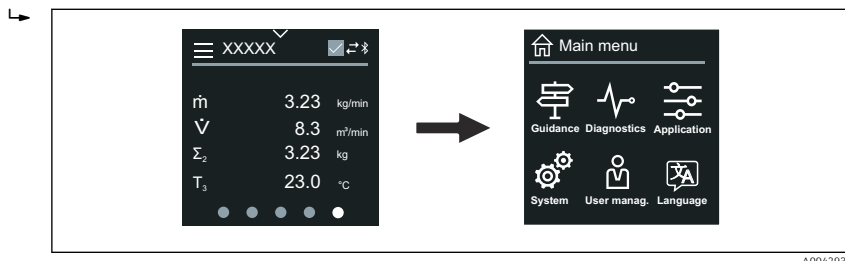 XXXXX
ṁ 3.23 kg/min
V̇ 8.3 m³/min
Σ₂ 3.23 kg
T₃ 23.0 °C
Main menu
Guidance Diagnostics Application
System User manag. Language